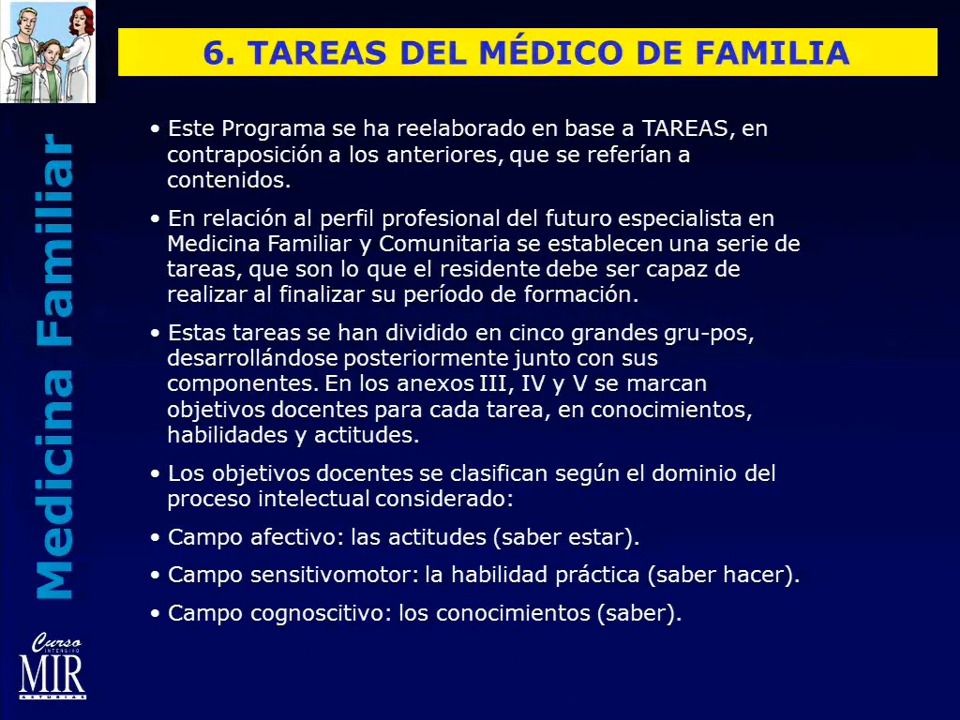 6. TAREAS DEL MÉDICO DE FAMILIA
• Este Programa se ha reelaborado en base a TAREAS, en
contraposición a los anteriores, que se referían a
contenidos.
• En relación al perfil profesional del futuro especialista en
Medicina Familiar y Comunitaria se establecen una serie de
tareas, que son lo que el residente debe ser capaz de
realizar al finalizar su período de formación.
• Estas tareas se han dividido en cinco grandes gru-pos,
desarrollándose posteriormente junto con sus
componentes. En los anexos III, IV y V se marcan
objetivos docentes para cada tarea, en conocimientos,
habilidades y actitudes.
• Los objetivos docentes se clasifican según el dominio del
proceso intelectual considerado:
• Campo afectivo: las actitudes (saber estar).
• Campo sensitivomotor: la habilidad práctica (saber hacer).
• Campo cognoscitivo: los conocimientos (saber).
Medicina Familiiar
Curso
INTENSIVO
MIR
ASTURIAS